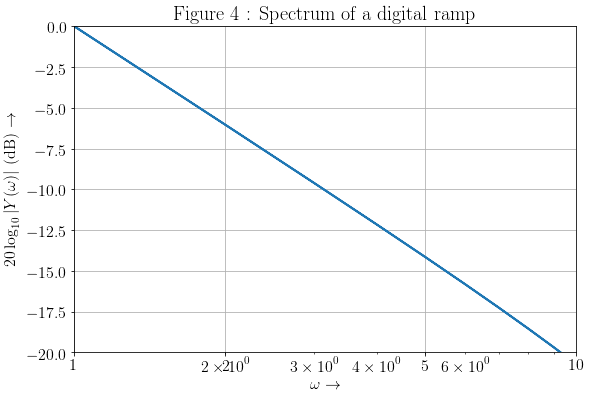 Figure 4 : Spectrum of a digital ramp
20 log₁₀ |Y(ω)| (dB) →
0.0
−2.5
−5.0
−7.5
−10.0
−12.5
−15.0
−17.5
−20.0
1 2 × 10⁰ 2 3 × 10⁰ 4 × 10⁰ 5 6 × 10⁰ 10
ω →